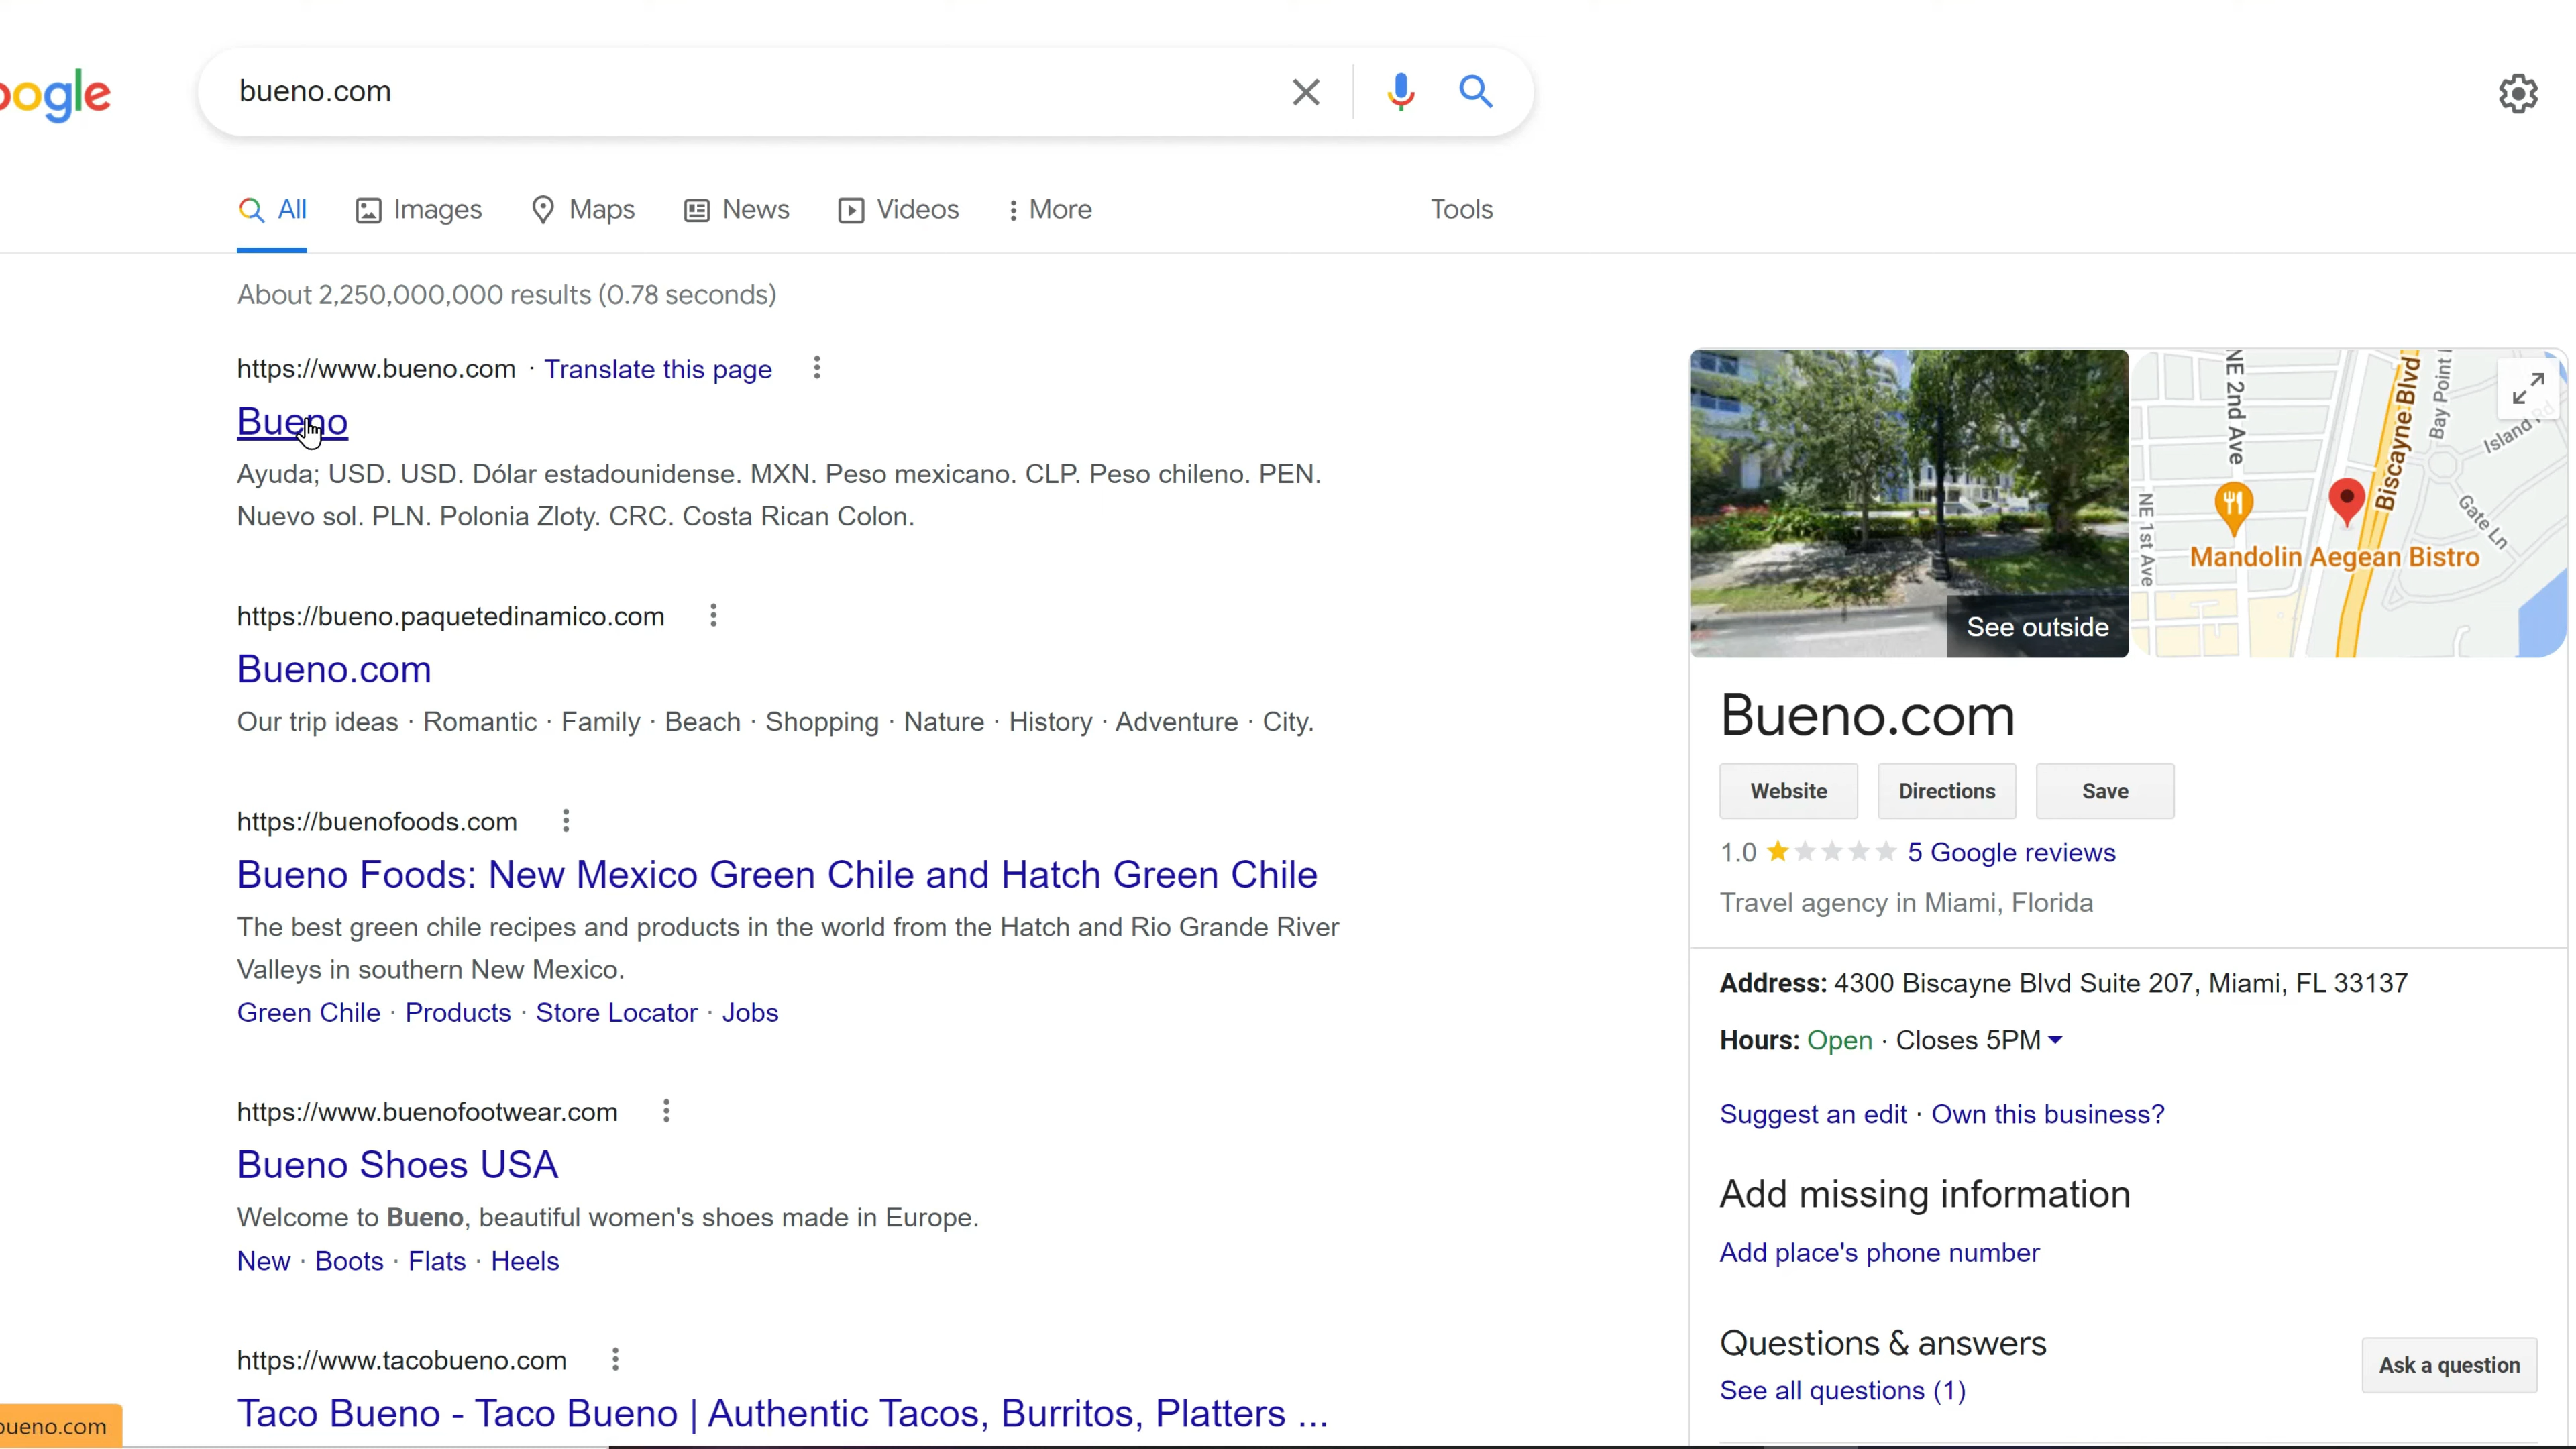 oogle
bueno.com
All Images Maps News Videos More Tools
About 2,250,000,000 results (0.78 seconds)
https://www.bueno.com · Translate this page
Bueno
Ayuda; USD. USD. Dólar estadounidense. MXN. Peso mexicano. CLP. Peso chileno. PEN.
Nuevo sol. PLN. Polonia Zloty. CRC. Costa Rican Colon.
https://bueno.paquetedinamico.com
Bueno.com
Our trip ideas · Romantic · Family · Beach · Shopping · Nature · History · Adventure · City.
https://buenofoods.com
Bueno Foods: New Mexico Green Chile and Hatch Green Chile
The best green chile recipes and products in the world from the Hatch and Rio Grande River
Valleys in southern New Mexico.
Green Chile · Products · Store Locator · Jobs
https://www.buenofootwear.com
Bueno Shoes USA
Welcome to Bueno, beautiful women's shoes made in Europe.
New · Boots · Flats · Heels
https://www.tacobueno.com
Taco Bueno - Taco Bueno | Authentic Tacos, Burritos, Platters ...
bueno.com
See outside
NE 2nd Ave
NE 1st Ave
Biscayne Blvd
Bay Point
Island Rd
Gate Ln
Mandolin Aegean Bistro
Bueno.com
Website Directions Save
1.0 5 Google reviews
Travel agency in Miami, Florida
Address: 4300 Biscayne Blvd Suite 207, Miami, FL 33137
Hours: Open · Closes 5PM
Suggest an edit · Own this business?
Add missing information
Add place's phone number
Questions & answers
See all questions (1)
Ask a question